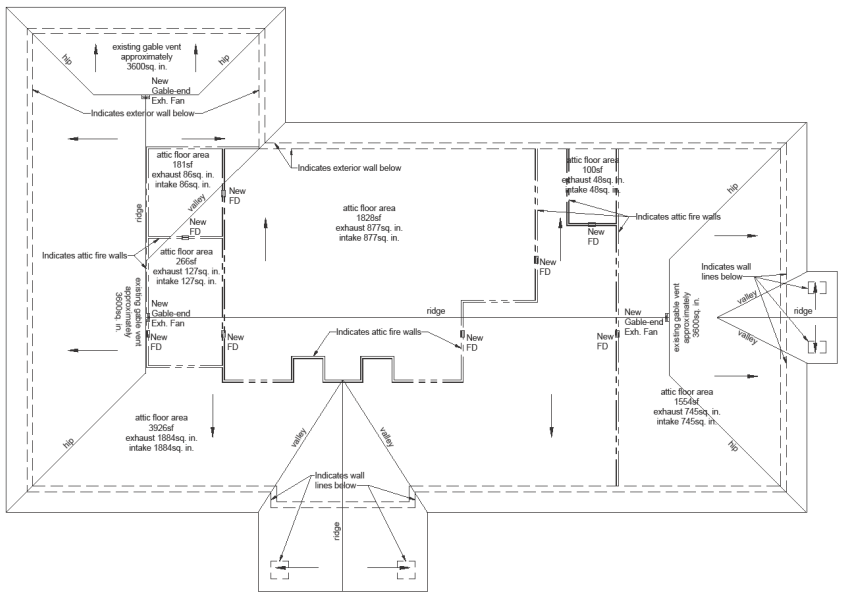 existing gable vent
approximately
3600sq. in.
hip
hip
New
Gable-end
Exh. Fan
Indicates exterior wall below
attic floor area
181sf
exhaust 86sq. in.
intake 86sq. in.
Indicates exterior wall below
attic floor area
100sf
exhaust 48sq. in.
intake 48sq. in.
hip
New
FD
valley
ridge
attic floor area
1828sf
exhaust 877sq. in.
intake 877sq. in.
Indicates attic fire walls
New
FD
New
FD
Indicates attic fire walls
attic floor area
266sf
exhaust 127sq. in.
intake 127sq. in.
New
FD
Indicates wall
lines below
existing gable vent
approximately
3600sq. in.
New
Gable-end
Exh. Fan
ridge
New
Gable-end
Exh. Fan
existing gable vent
approximately
3600sq. in.
valley
ridge
valley
New
FD
New
FD
Indicates attic fire walls
New
FD
New
FD
attic floor area
3926sf
exhaust 1884sq. in.
intake 1884sq. in.
attic floor area
1554sf
exhaust 745sq. in.
intake 745sq. in.
hip
valley
valley
hip
Indicates wall
lines below
ridge